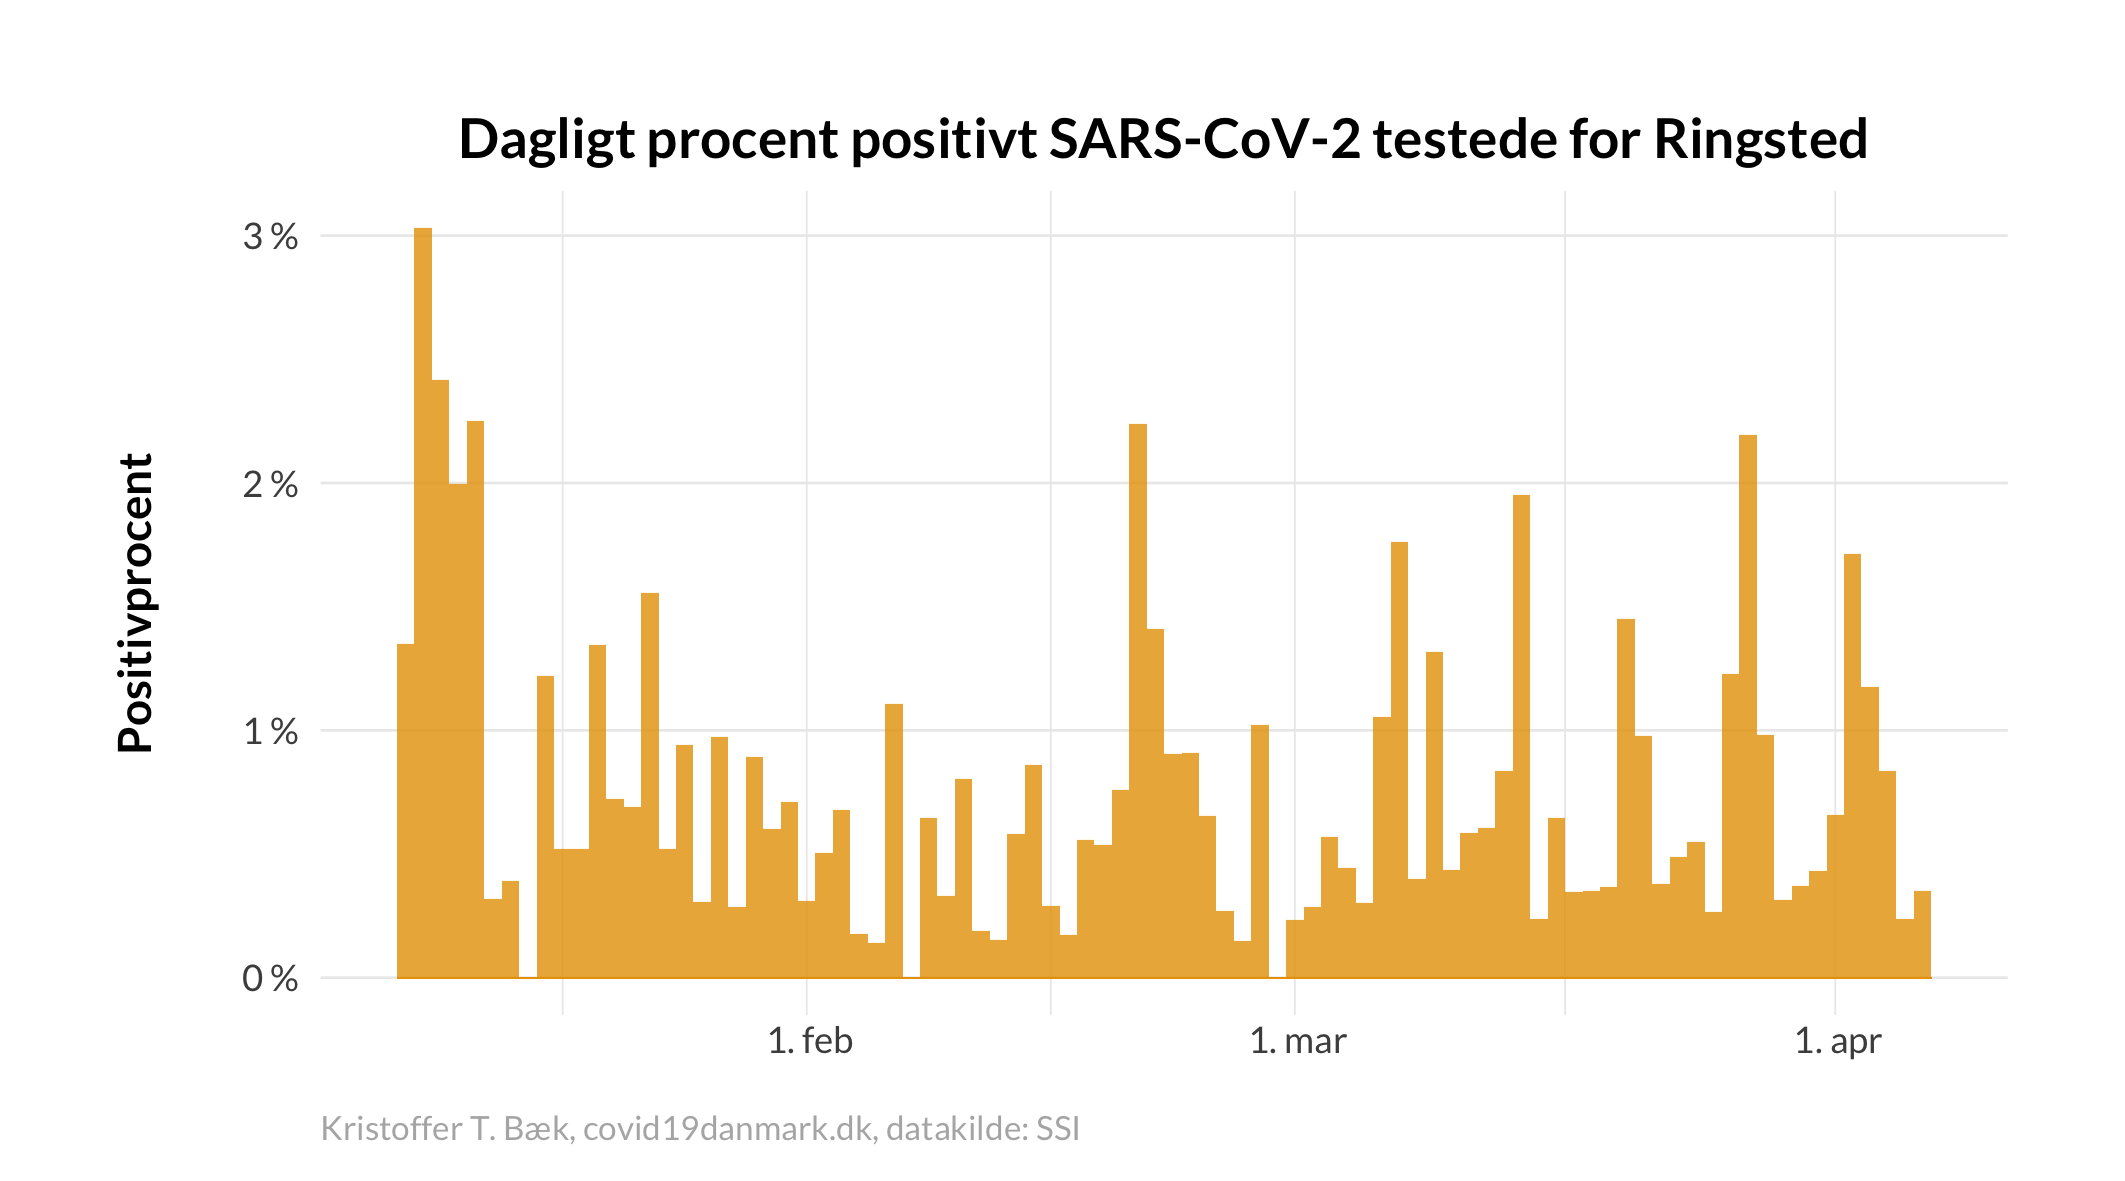 Dagligt procent positivt SARS-CoV-2 testede for Ringsted
Positivprocent
3 %
2 %
1 %
0 %
1. feb
1. mar
1. apr
Kristoffer T. Bæk, covid19danmark.dk, datakilde: SSI